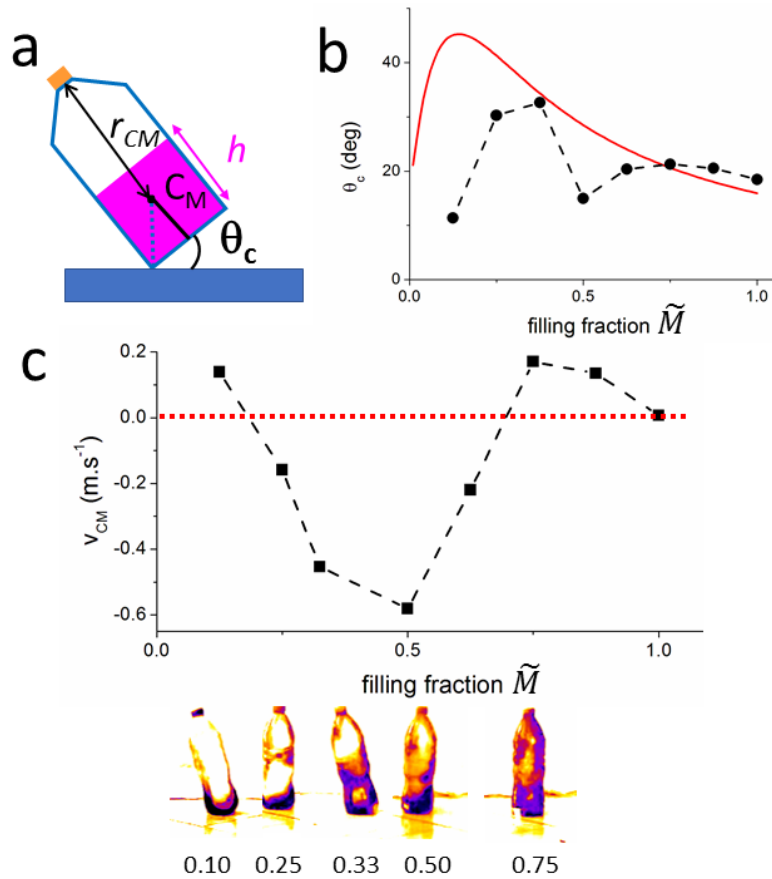 a
r_CM
h
C_M
θ_c
b
θ_c (deg)
40
20
0
0.0
0.5
1.0
filling fraction M̃
c
v_CM (m.s⁻¹)
0.2
0.0
-0.2
-0.4
-0.6
0.0
0.5
1.0
filling fraction M̃
0.10 0.25 0.33 0.50 0.75